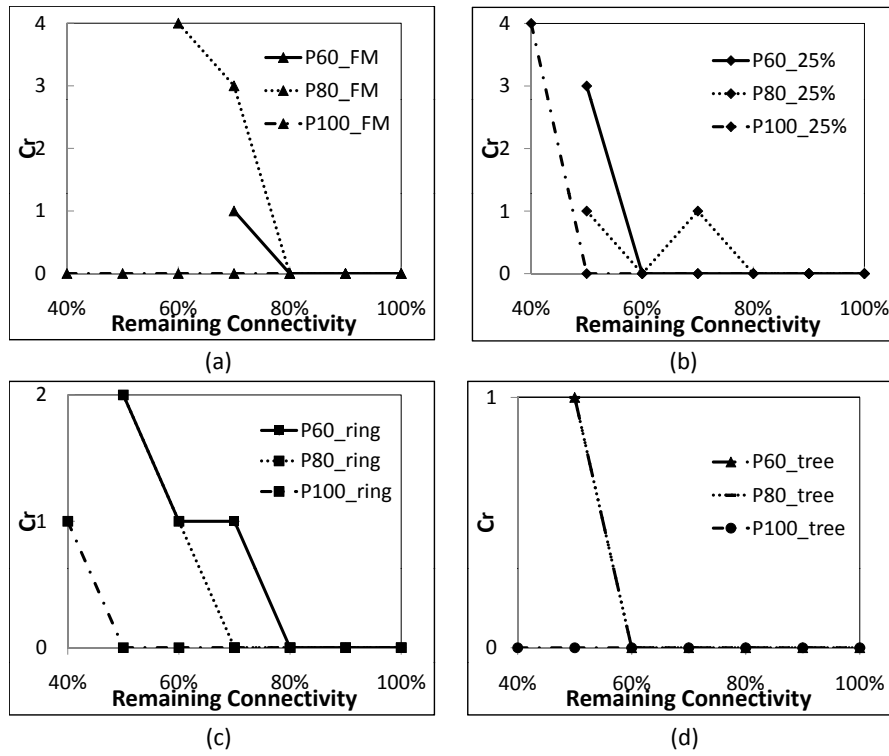 4
3
2
1
0
Cr
P60_FM
P80_FM
P100_FM
40% 60% 80% 100%
Remaining Connectivity
(a)
4
3
2
1
0
Cr
P60_25%
P80_25%
P100_25%
40% 60% 80% 100%
Remaining Connectivity
(b)
2
1
0
Cr
P60_ring
P80_ring
P100_ring
40% 60% 80% 100%
Remaining Connectivity
(c)
1
0
Cr
P60_tree
P80_tree
P100_tree
40% 60% 80% 100%
Remaining Connectivity
(d)